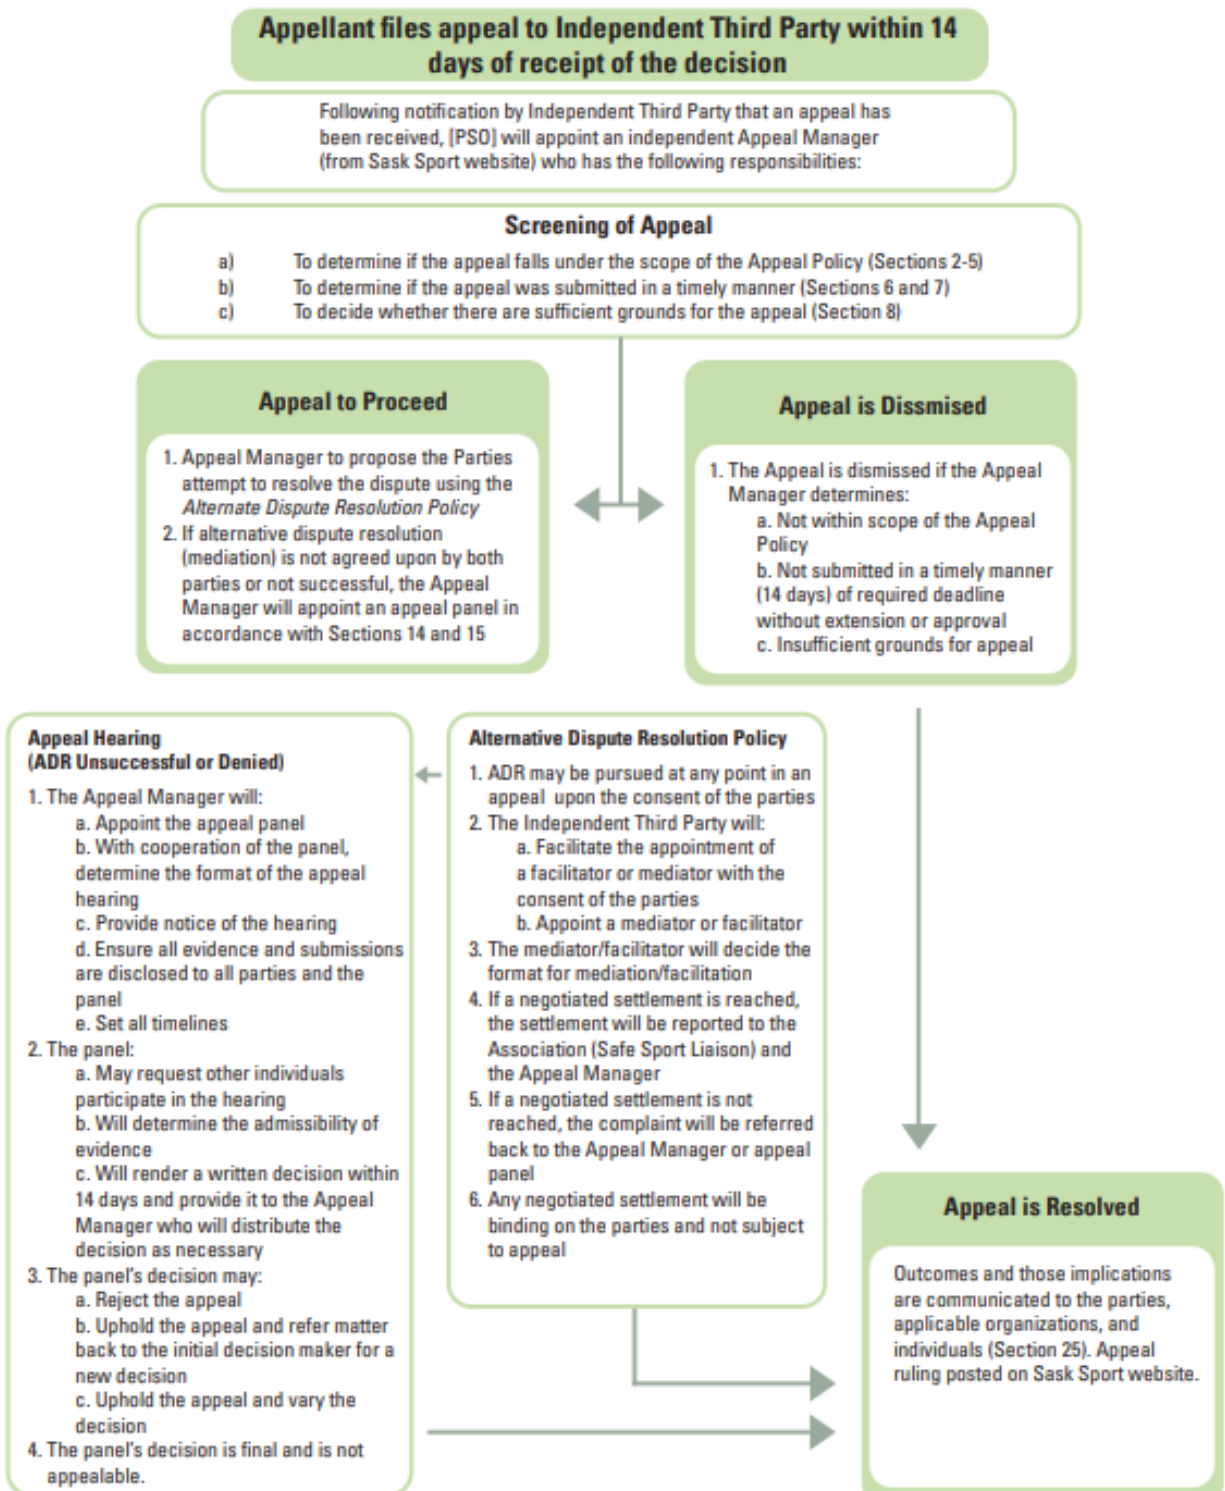 Appellant files appeal to Independent Third Party within 14
days of receipt of the decision
Following notification by Independent Third Party that an appeal has
been received, [PSO] will appoint an independent Appeal Manager
(from Sask Sport website) who has the following responsibilities:
Screening of Appeal
a) To determine if the appeal falls under the scope of the Appeal Policy (Sections 2-5)
b) To determine if the appeal was submitted in a timely manner (Sections 6 and 7)
c) To decide whether there are sufficient grounds for the appeal (Section 8)
Appeal to Proceed
1. Appeal Manager to propose the Parties
attempt to resolve the dispute using the
Alternate Dispute Resolution Policy
2. If alternative dispute resolution
(mediation) is not agreed upon by both
parties or not successful, the Appeal
Manager will appoint an appeal panel in
accordance with Sections 14 and 15
Appeal is Dissmised
1. The Appeal is dismissed if the Appeal
Manager determines:
a. Not within scope of the Appeal
Policy
b. Not submitted in a timely manner
(14 days) of required deadline
without extension or approval
c. Insufficient grounds for appeal
Appeal Hearing
(ADR Unsuccessful or Denied)
1. The Appeal Manager will:
a. Appoint the appeal panel
b. With cooperation of the panel,
determine the format of the appeal
hearing
c. Provide notice of the hearing
d. Ensure all evidence and submissions
are disclosed to all parties and the
panel
e. Set all timelines
2. The panel:
a. May request other individuals
participate in the hearing
b. Will determine the admissibility of
evidence
c. Will render a written decision within
14 days and provide it to the Appeal
Manager who will distribute the
decision as necessary
3. The panel's decision may:
a. Reject the appeal
b. Uphold the appeal and refer matter
back to the initial decision maker for a
new decision
c. Uphold the appeal and vary the
decision
4. The panel's decision is final and is not
appealable.
Alternative Dispute Resolution Policy
1. ADR may be pursued at any point in an
appeal upon the consent of the parties
2. The Independent Third Party will:
a. Facilitate the appointment of
a facilitator or mediator with the
consent of the parties
b. Appoint a mediator or facilitator
3. The mediator/facilitator will decide the
format for mediation/facilitation
4. If a negotiated settlement is reached,
the settlement will be reported to the
Association (Safe Sport Liaison) and
the Appeal Manager
5. If a negotiated settlement is not
reached, the complaint will be referred
back to the Appeal Manager or appeal
panel
6. Any negotiated settlement will be
binding on the parties and not subject
to appeal
Appeal is Resolved
Outcomes and those implications
are communicated to the parties,
applicable organizations, and
individuals (Section 25). Appeal
ruling posted on Sask Sport website.